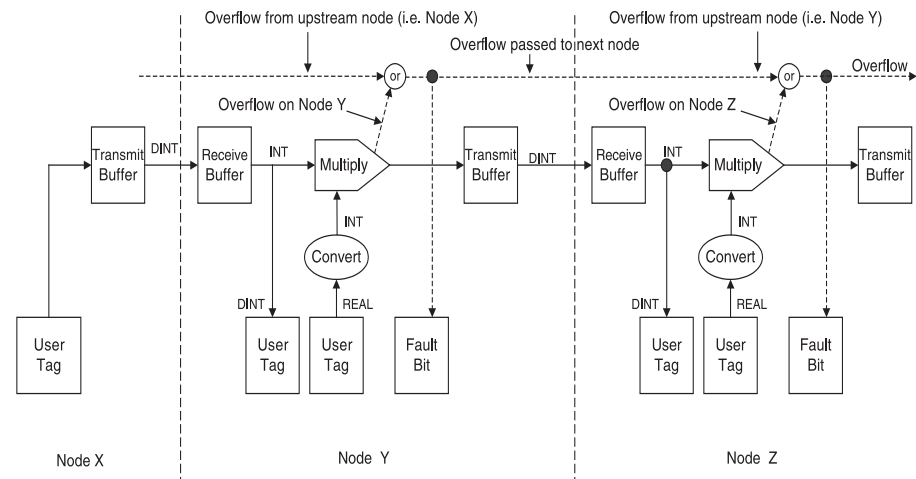 Overflow from upstream node (i.e. Node X)
Overflow from upstream node (i.e. Node Y)
Overflow passed to next node
or
or
Overflow
Overflow on Node Y
Overflow on Node Z
Transmit
Buffer
DINT
Receive
Buffer
INT
Multiply
Transmit
Buffer
DINT
Receive
Buffer
INT
Multiply
Transmit
Buffer
INT
INT
Convert
Convert
DINT
REAL
DINT
REAL
User
Tag
User
Tag
User
Tag
Fault
Bit
User
Tag
User
Tag
Fault
Bit
Node X
Node Y
Node Z